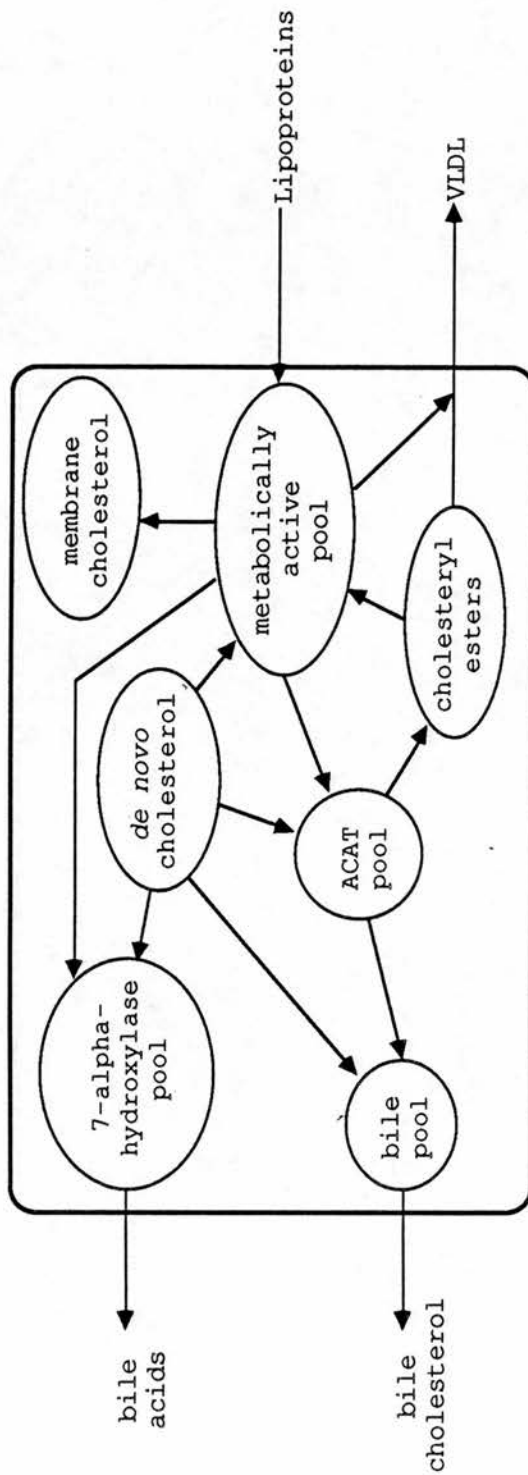 bile
acids
bile
cholesterol
7-alpha-
hydroxylase
pool
bile
pool
de novo
cholesterol
ACAT
pool
membrane
cholesterol
metabolically
active
pool
cholesteryl
esters
Lipoproteins
VLDL